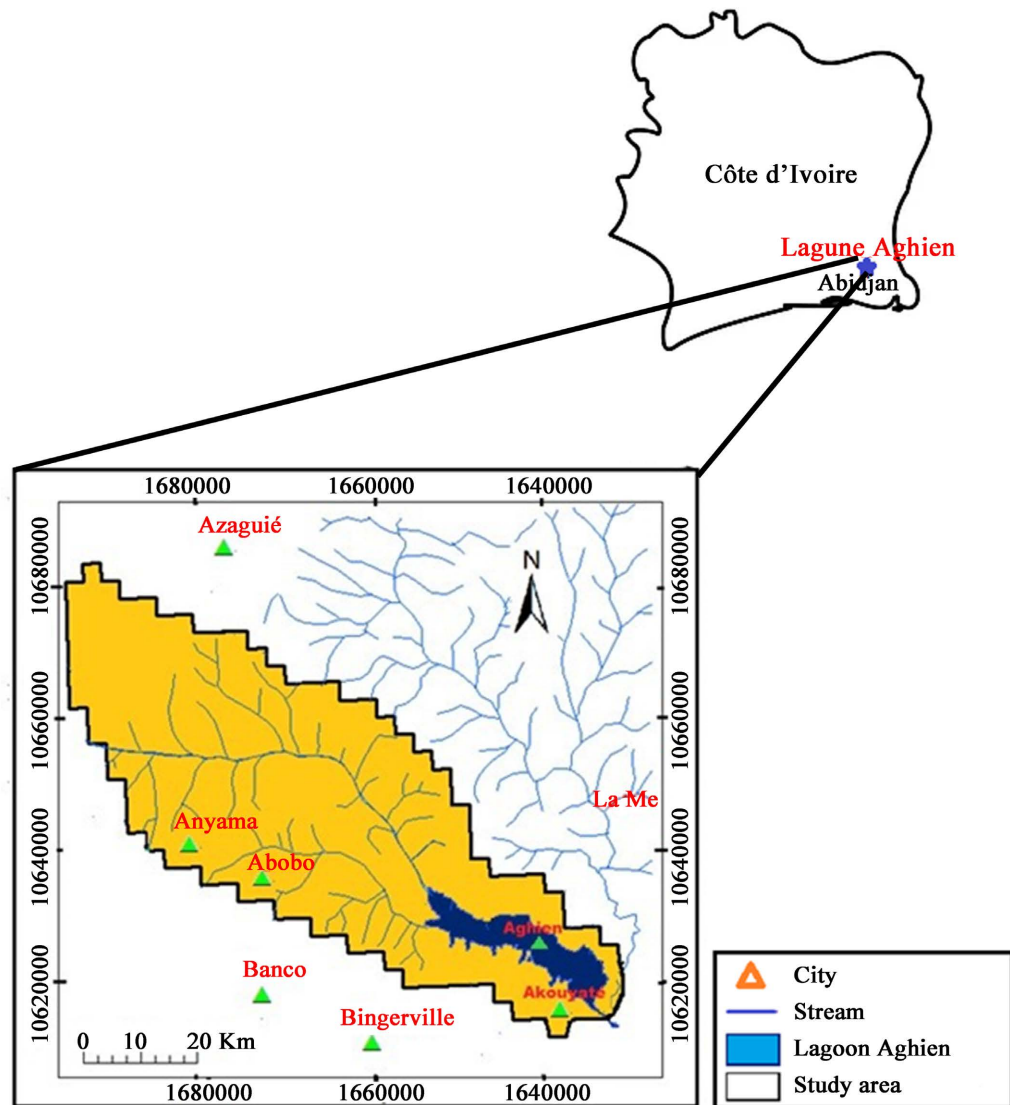 Côte d'Ivoire
Lagune Aghien
Abidjan
1680000 1660000 1640000
Azaguié
N
10680000
10680000
10660000
10660000
La Me
Anyama
Abobo
10640000
10640000
Aghien
Akouyaté
Banco
10620000
10620000
Bingerville
0 10 20 Km
1680000 1660000 1640000
City
Stream
Lagoon Aghien
Study area